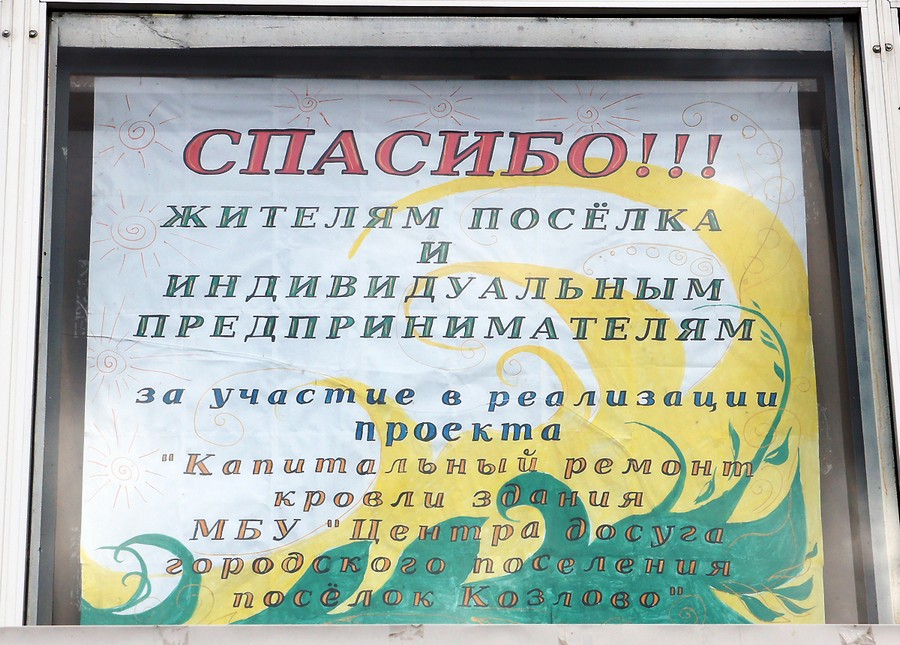 СПАСИБО!!!
ЖИТЕЛЯМ ПОСЁЛКА
И
ИНДИВИДУАЛЬНЫМ
ПРЕДПРИНИМАТЕЛЯМ
за участие в реализации
проекта
"Капитальный ремонт
кровли здания
МБУ "Центра досуга
городского поселения
посёлок Козлово"